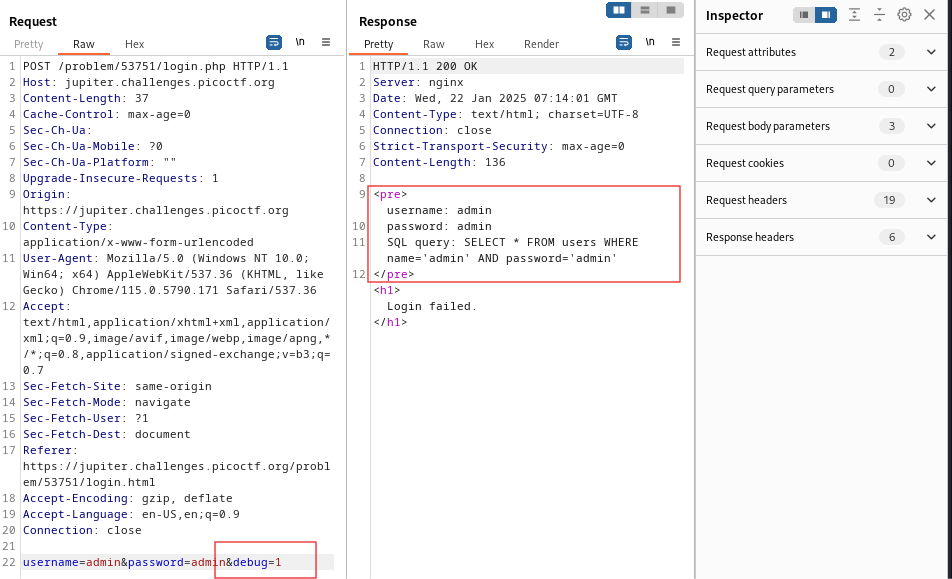 Request
Pretty Raw Hex \n
1 POST /problem/53751/login.php HTTP/1.1
2 Host: jupiter.challenges.picoctf.org
3 Content-Length: 37
4 Cache-Control: max-age=0
5 Sec-Ch-Ua:
6 Sec-Ch-Ua-Mobile: ?0
7 Sec-Ch-Ua-Platform: ""
8 Upgrade-Insecure-Requests: 1
9 Origin:
https://jupiter.challenges.picoctf.org
10 Content-Type:
application/x-www-form-urlencoded
11 User-Agent: Mozilla/5.0 (Windows NT 10.0;
Win64; x64) AppleWebKit/537.36 (KHTML, like
Gecko) Chrome/115.0.5790.171 Safari/537.36
12 Accept:
text/html,application/xhtml+xml,application/
xml;q=0.9,image/avif,image/webp,image/apng,*
/*;q=0.8,application/signed-exchange;v=b3;q=
0.7
13 Sec-Fetch-Site: same-origin
14 Sec-Fetch-Mode: navigate
15 Sec-Fetch-User: ?1
16 Sec-Fetch-Dest: document
17 Referer:
https://jupiter.challenges.picoctf.org/probl
em/53751/login.html
18 Accept-Encoding: gzip, deflate
19 Accept-Language: en-US,en;q=0.9
20 Connection: close
21
22 username=admin&password=admin&debug=1
Response
Pretty Raw Hex Render \n
1 HTTP/1.1 200 OK
2 Server: nginx
3 Date: Wed, 22 Jan 2025 07:14:01 GMT
4 Content-Type: text/html; charset=UTF-8
5 Connection: close
6 Strict-Transport-Security: max-age=0
7 Content-Length: 136
8
9 <pre>
username: admin
10 password: admin
11 SQL query: SELECT * FROM users WHERE
name='admin' AND password='admin'
12 </pre>
<h1>
Login failed.
</h1>
Inspector
Request attributes 2
Request query parameters 0
Request body parameters 3
Request cookies 0
Request headers 19
Response headers 6